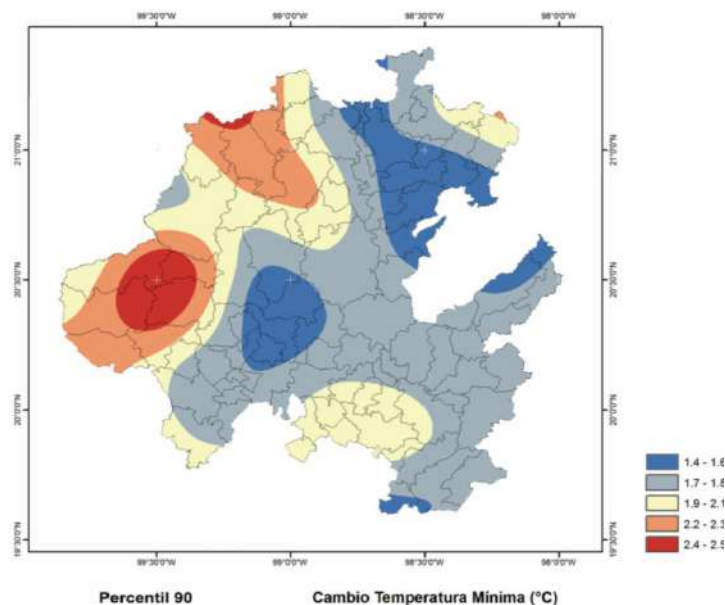 99°30'0"W 99°0'0"W 98°30'0"W 98°0'0"W
21°0'0"N 21°0'0"N
20°30'0"N 20°30'0"N
20°0'0"N 20°0'0"N
19°30'0"N 19°30'0"N
1.4 - 1.6
1.7 - 1.8
1.9 - 2.1
2.2 - 2.3
2.4 - 2.5
99°30'0"W 99°0'0"W 98°30'0"W 98°0'0"W
Percentil 90 Cambio Temperatura Mínima (°C)